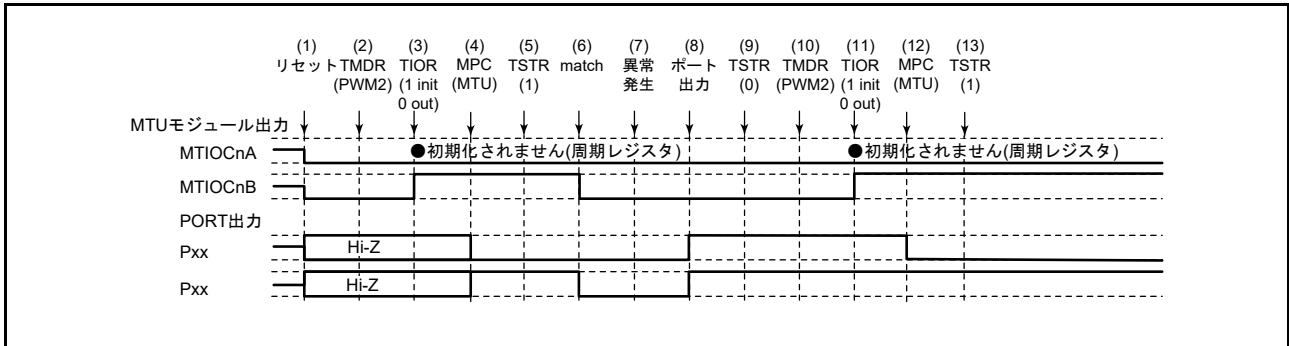 (1) (2) (3) (4) (5) (6) (7) (8) (9) (10) (11) (12) (13)
リセット TMDR TIOR MPC TSTR match 異常 ポート TSTR TMDR TIOR MPC TSTR
(PWM2) (1 init (MTU) (1) 発生 出力 (0) (PWM2) (1 init (MTU) (1)
0 out) 0 out)
MTUモジュール出力
MTIOCnA ●初期化されません(周期レジスタ) ●初期化されません(周期レジスタ)
MTIOCnB
PORT出力
Pxx Hi-Z
Pxx Hi-Z